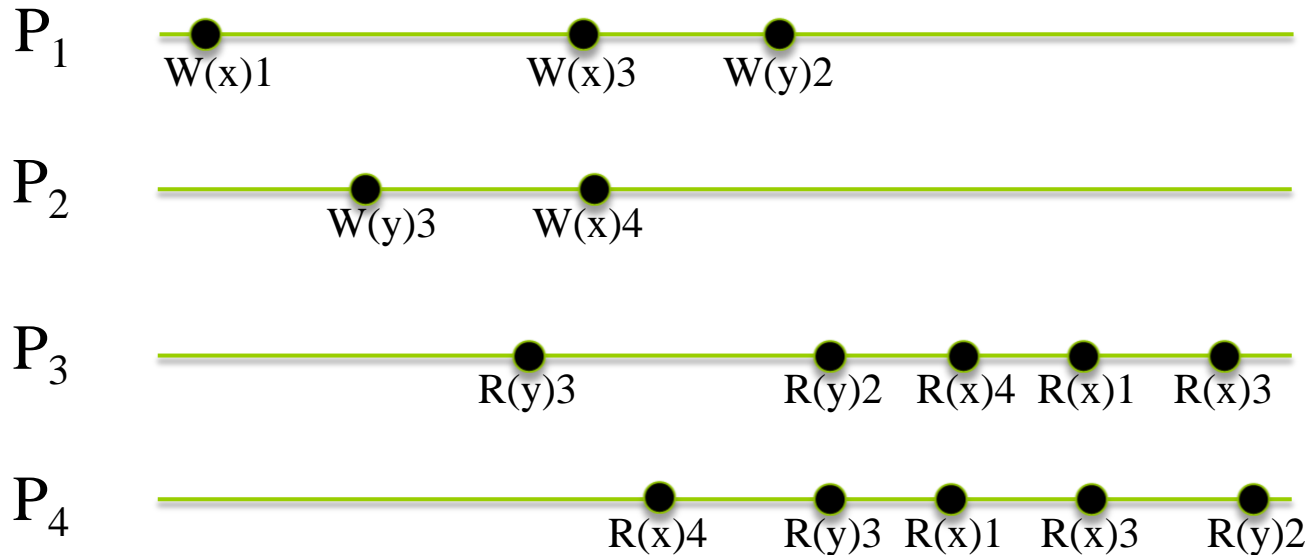 P1
W(x)1 W(x)3 W(y)2
P2
W(y)3 W(x)4
P3
R(y)3 R(y)2 R(x)4 R(x)1 R(x)3
P4
R(x)4 R(y)3 R(x)1 R(x)3 R(y)2